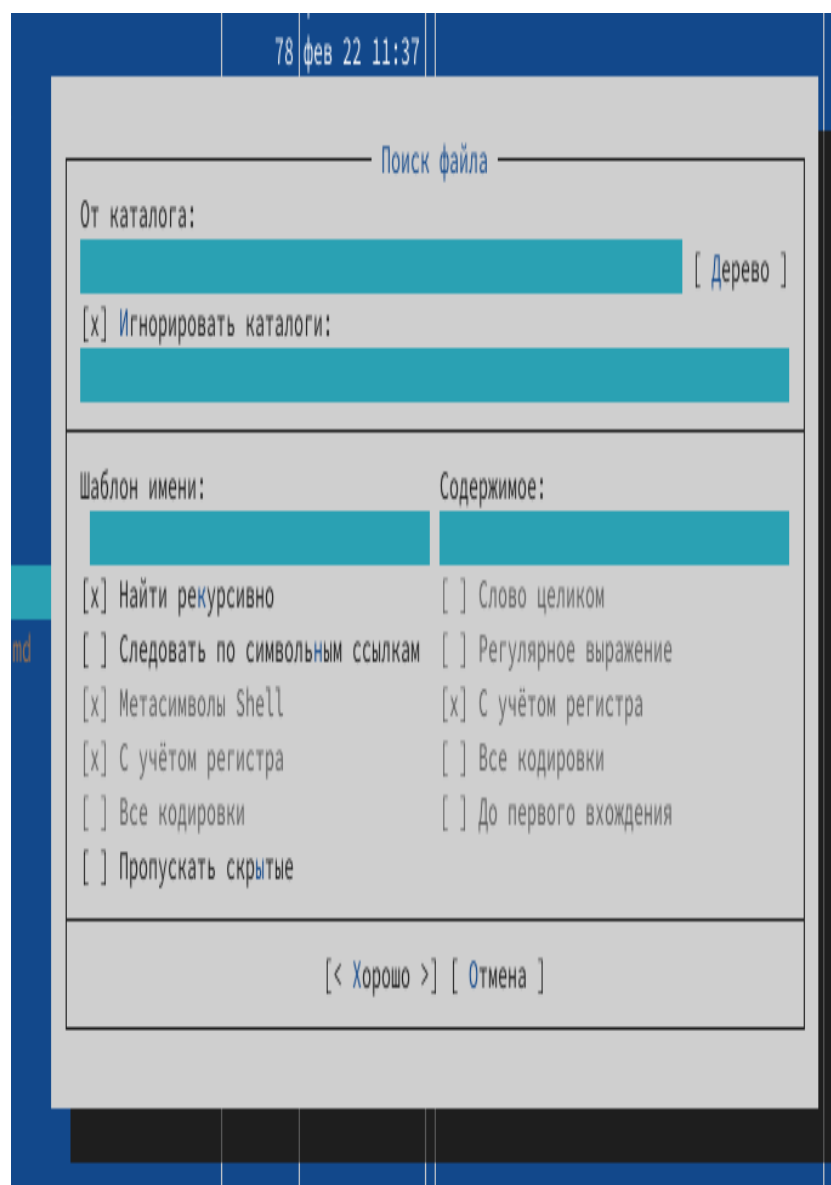 78 фев 22 11:37
Поиск файла
От каталога:
[ Дерево ]
[x] Игнорировать каталоги:
Шаблон имени: Содержимое:
[x] Найти рекурсивно [ ] Слово целиком
md [ ] Следовать по символьным ссылкам [ ] Регулярное выражение
[x] Метасимволы Shell [x] С учётом регистра
[x] С учётом регистра [ ] Все кодировки
[ ] Все кодировки [ ] До первого вхождения
[ ] Пропускать скрытые
[< Хорошо >] [ Отмена ]